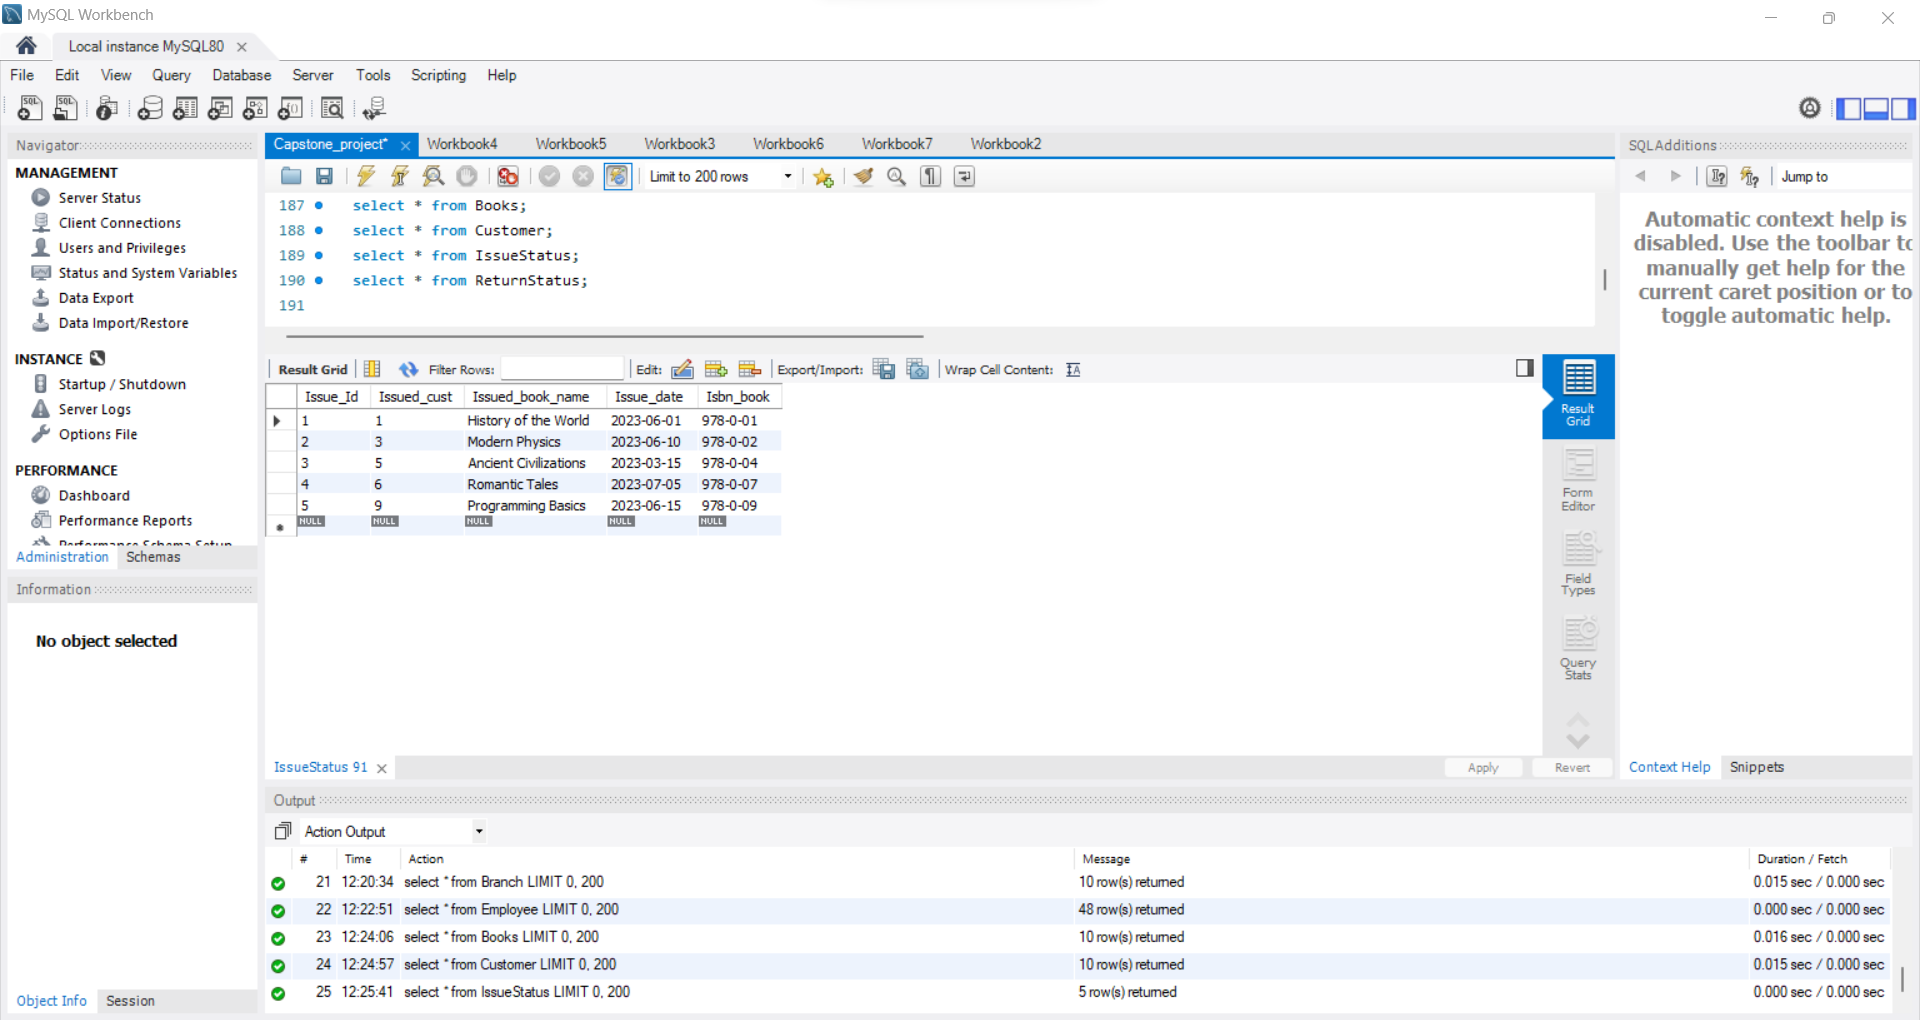 MySQL Workbench
Local instance MySQL80
File Edit View Query Database Server Tools Scripting Help
Navigator
MANAGEMENT
Server Status
Client Connections
Users and Privileges
Status and System Variables
Data Export
Data Import/Restore
INSTANCE
Startup / Shutdown
Server Logs
Options File
PERFORMANCE
Dashboard
Performance Reports
Performance Schema Setup
Administration Schemas
Information
No object selected
Object Info Session
Capstone_project* Workbook4 Workbook5 Workbook3 Workbook6 Workbook7 Workbook2
Limit to 200 rows
187 select * from Books;
188 select * from Customer;
189 select * from IssueStatus;
190 select * from ReturnStatus;
191
Result Grid Filter Rows: Edit: Export/Import: Wrap Cell Content:
Issue_Id Issued_cust Issued_book_name Issue_date Isbn_book
1 1 History of the World 2023-06-01 978-0-01
2 3 Modern Physics 2023-06-10 978-0-02
3 5 Ancient Civilizations 2023-03-15 978-0-04
4 6 Romantic Tales 2023-07-05 978-0-07
5 9 Programming Basics 2023-06-15 978-0-09
NULL NULL NULL NULL NULL
Result
Grid
Form
Editor
Field
Types
Query
Stats
IssueStatus 91
Apply Revert
SQLAdditions
Jump to
Automatic context help is
disabled. Use the toolbar to
manually get help for the
current caret position or to
toggle automatic help.
Context Help Snippets
Output
Action Output
# Time Action Message Duration / Fetch
21 12:20:34 select * from Branch LIMIT 0, 200 10 row(s) returned 0.015 sec / 0.000 sec
22 12:22:51 select * from Employee LIMIT 0, 200 48 row(s) returned 0.000 sec / 0.000 sec
23 12:24:06 select * from Books LIMIT 0, 200 10 row(s) returned 0.016 sec / 0.000 sec
24 12:24:57 select * from Customer LIMIT 0, 200 10 row(s) returned 0.015 sec / 0.000 sec
25 12:25:41 select * from IssueStatus LIMIT 0, 200 5 row(s) returned 0.000 sec / 0.000 sec